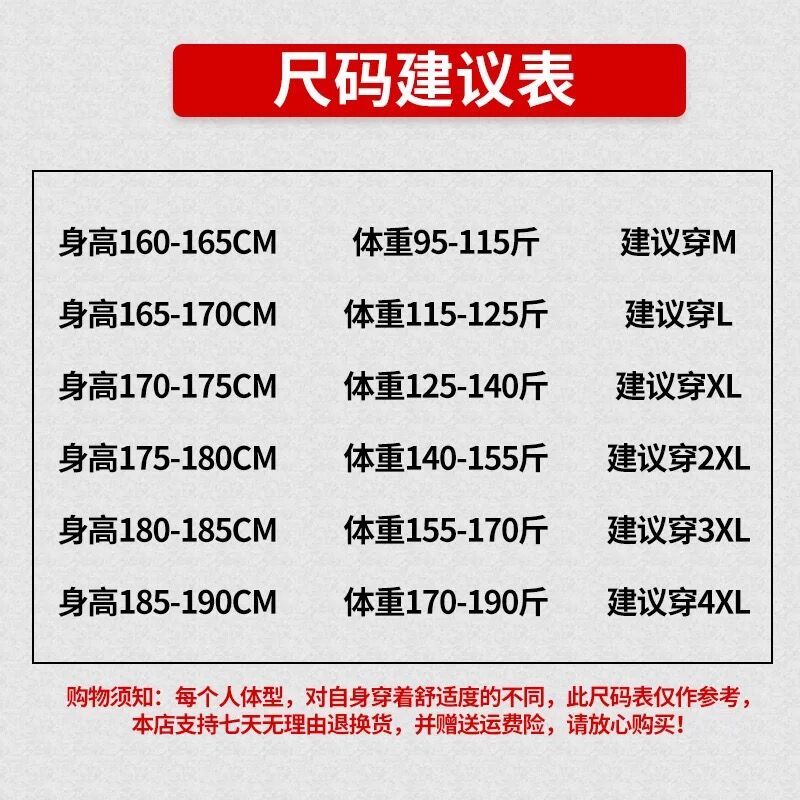 尺码建议表
身高160-165CM 体重95-115斤 建议穿M
身高165-170CM 体重115-125斤 建议穿L
身高170-175CM 体重125-140斤 建议穿XL
身高175-180CM 体重140-155斤 建议穿2XL
身高180-185CM 体重155-170斤 建议穿3XL
身高185-190CM 体重170-190斤 建议穿4XL
购物须知：每个人体型，对自身穿着舒适度的不同，此尺码表仅作参考，
本店支持七天无理由退换货，并赠送运费险，请放心购买！